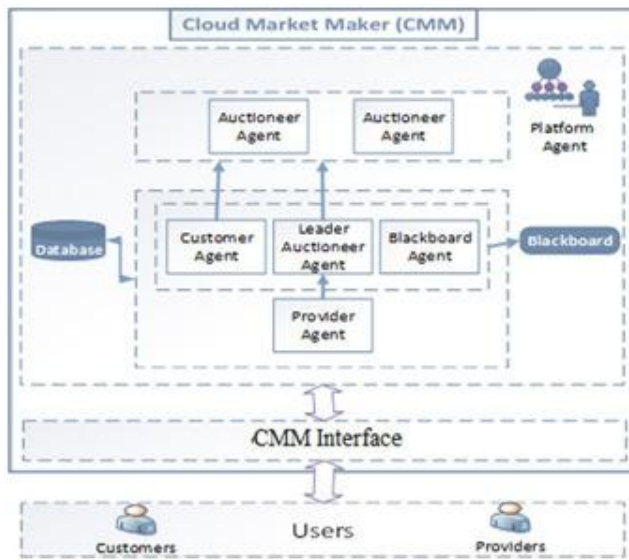 Cloud Market Maker (CMM)
Auctioneer
Agent
Auctioneer
Agent
Platform
Agent
Database
Customer
Agent
Leader
Auctioneer
Agent
Blackboard
Agent
Blackboard
Provider
Agent
CMM Interface
Customers
Users
Providers